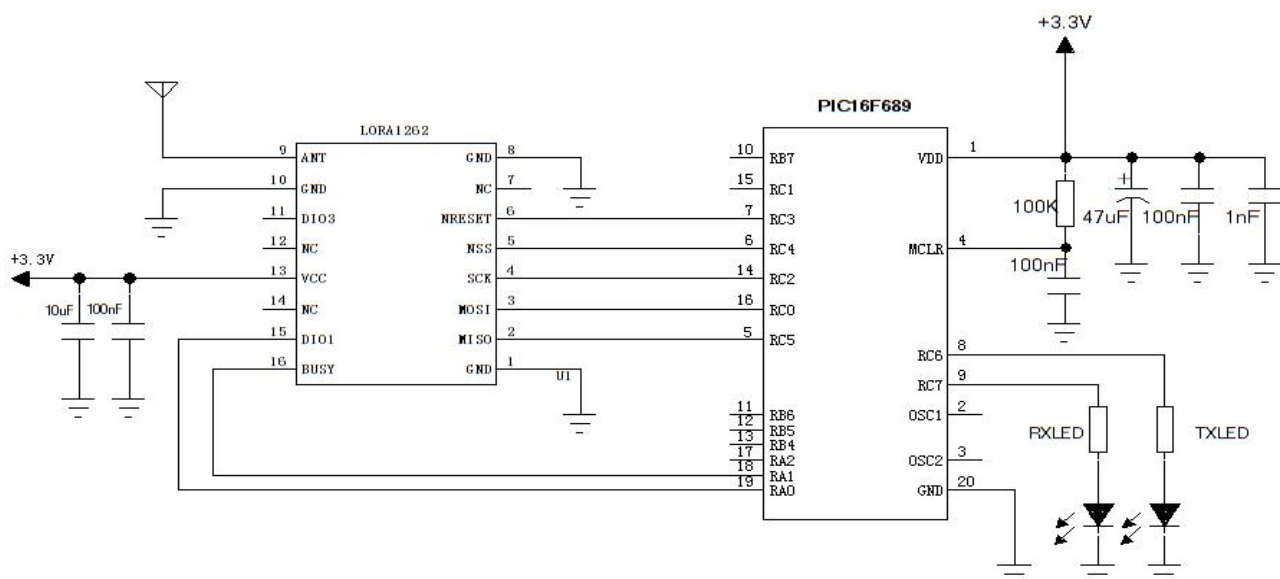 +3.3V
PIC16F689
LORA1262
9 ANT GND 8
10 GND NC 7
11 DIO3 NRESET 6
12 NC NSS 5
13 VCC SCK 4
14 NC MOSI 3
15 DIO1 MISO 2
16 BUSY GND 1
U1
+3.3V
10uF
100nF
10 RB7 VDD 1
15 RC1
7 RC3
6 RC4 MCLR 4
14 RC2
16 RC0
5 RC5
RC6 8
RC7 9
11 RB6 OSC1 2
12 RB5
13 RB4
17 RA2 OSC2 3
18 RA1
19 RA0 GND 20
100K
+
47uF
100nF
1nF
100nF
RXLED
TXLED